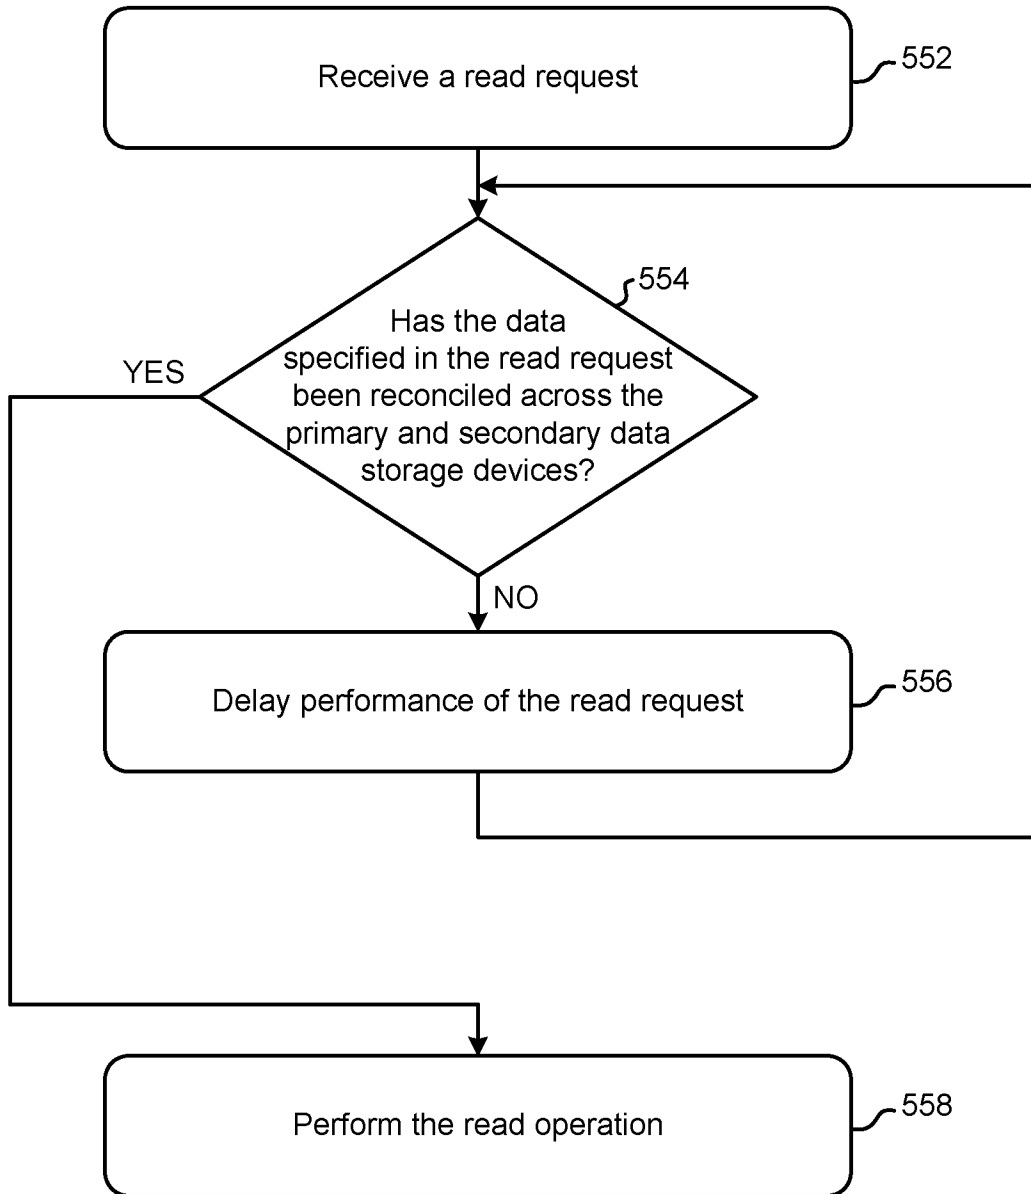 Receive a read request
552
554
Has the data
specified in the read request
been reconciled across the
primary and secondary data
storage devices?
YES
NO
Delay performance of the read request
556
Perform the read operation
558